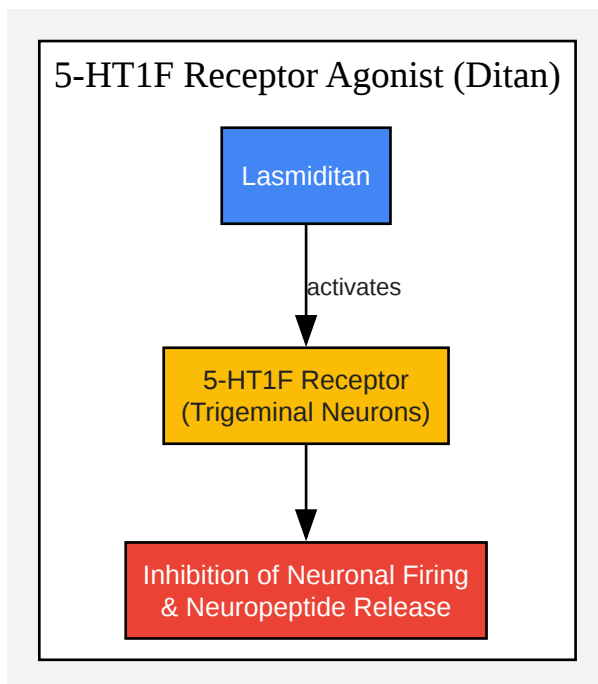 5-HT1F Receptor Agonist (Ditan)
Lasmiditan
activates
5-HT1F Receptor
(Trigeminal Neurons)
Inhibition of Neuronal Firing
& Neuropeptide Release